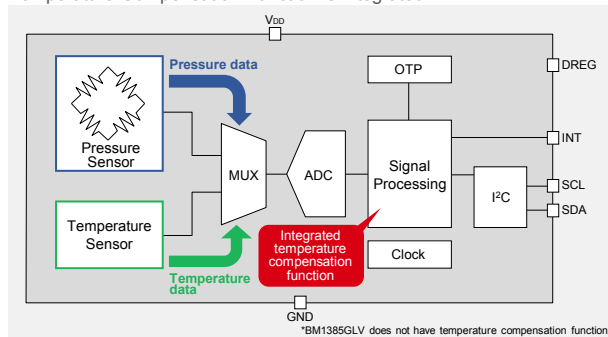 VDD
Pressure data
OTP
DREG
Pressure
Sensor
MUX
ADC
Signal
Processing
INT
I²C
SCL
SDA
Temperature
Sensor
Integrated
temperature
compensation
function
Clock
Temperature
data
GND
*BM1385GLV does not have temperature compensation function